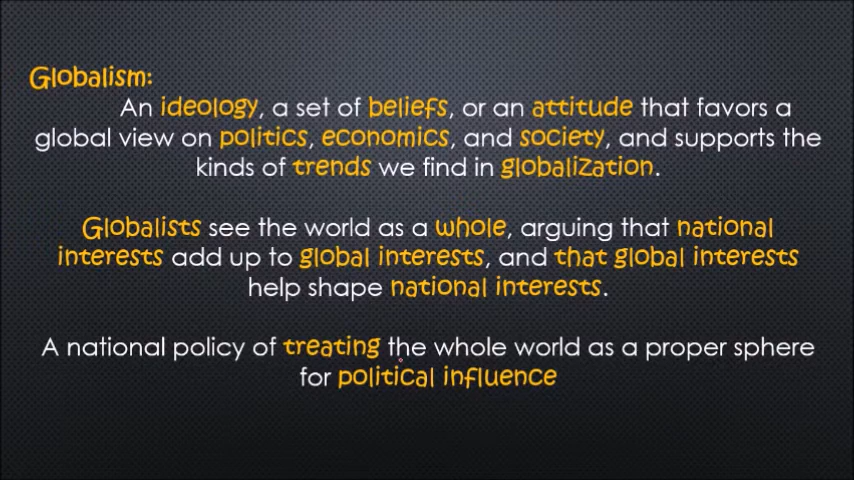 Globalism:
An ideology, a set of beliefs, or an attitude that favors a
global view on politics, economics, and society, and supports the
kinds of trends we find in globalization.
Globalists see the world as a whole, arguing that national
interests add up to global interests, and that global interests
help shape national interests.
A national policy of treating the whole world as a proper sphere
for political influence